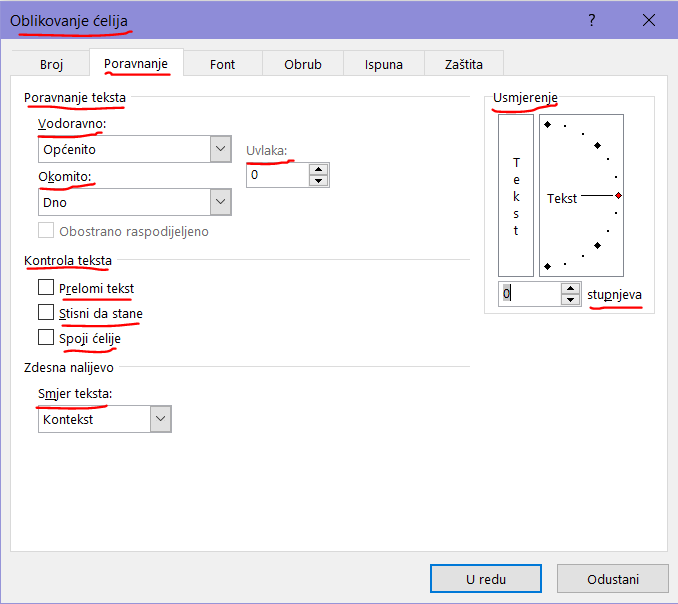 Oblikovanje ćelija
?
Broj Poravnanje Font Obrub Ispuna Zaštita
Poravnanje teksta
Vodoravno:
Općenito
Uvlaka:
0
Okomito:
Dno
Obostrano raspodijeljeno
Kontrola teksta
Prelomi tekst
Stisni da stane
Spoji ćelije
Zdesna nalijevo
Smjer teksta:
Kontekst
Usmjerenje
T
e
k
s
t
Tekst
0 stupnjeva
U redu Odustani